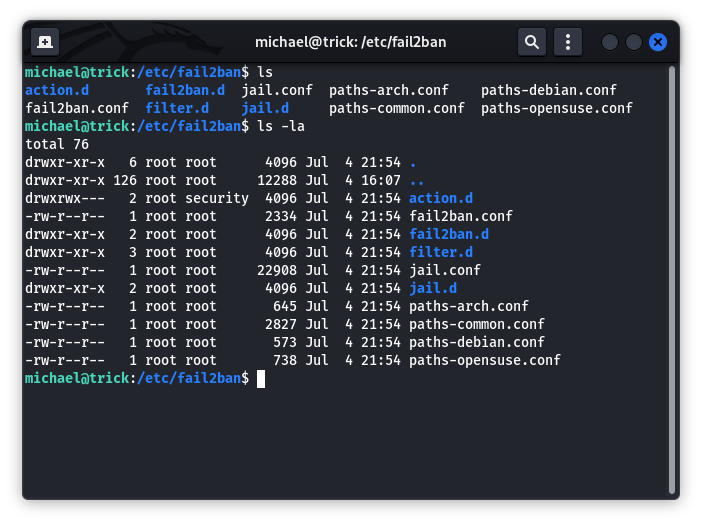 michael@trick: /etc/fail2ban
michael@trick:/etc/fail2ban$ ls
action.d       fail2ban.d  jail.conf  paths-arch.conf    paths-debian.conf
fail2ban.conf  filter.d    jail.d     paths-common.conf  paths-opensuse.conf
michael@trick:/etc/fail2ban$ ls -la
total 76
drwxr-xr-x   6 root root      4096 Jul  4 21:54 .
drwxr-xr-x 126 root root     12288 Jul  4 16:07 ..
drwxrwx---   2 root security  4096 Jul  4 21:54 action.d
-rw-r--r--   1 root root      2334 Jul  4 21:54 fail2ban.conf
drwxr-xr-x   2 root root      4096 Jul  4 21:54 fail2ban.d
drwxr-xr-x   3 root root      4096 Jul  4 21:54 filter.d
-rw-r--r--   1 root root     22908 Jul  4 21:54 jail.conf
drwxr-xr-x   2 root root      4096 Jul  4 21:54 jail.d
-rw-r--r--   1 root root       645 Jul  4 21:54 paths-arch.conf
-rw-r--r--   1 root root      2827 Jul  4 21:54 paths-common.conf
-rw-r--r--   1 root root       573 Jul  4 21:54 paths-debian.conf
-rw-r--r--   1 root root       738 Jul  4 21:54 paths-opensuse.conf
michael@trick:/etc/fail2ban$